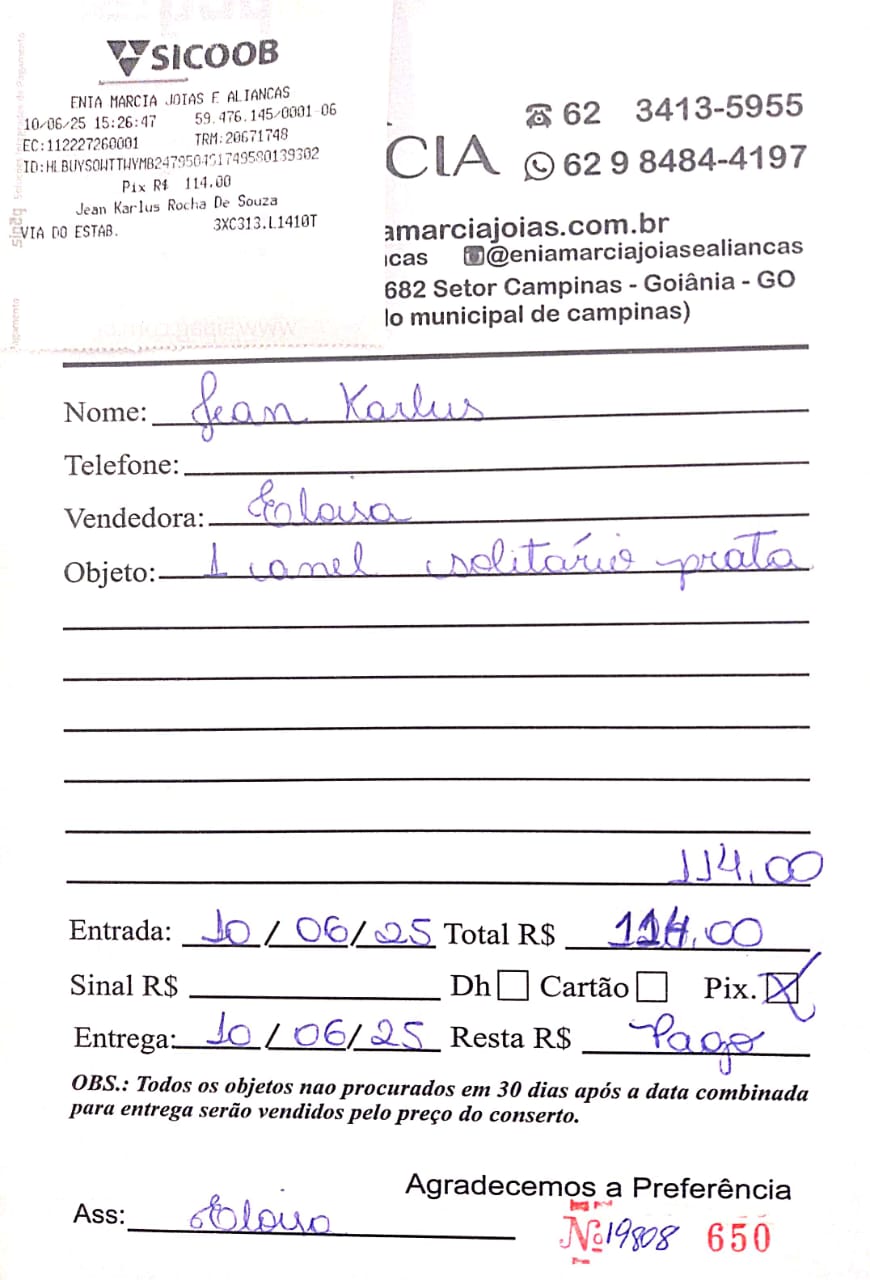 SICOOB
ENIA MARCIA JOIAS E ALIANCAS
10/06/25 15:26:47 59.476.145/0001-06
EC:112227260001 TRM:20671748
Pix R$ 114.00
Jean Karlus Rocha De Souza
VIA DO ESTAB. 3XC313.L1410T
62 3413-5955
CIA 62 9 8484-4197
amarciajoias.com.br
cas @eniamarciajoiasealiancas
682 Setor Campinas - Goiânia - GO
lo municipal de campinas)
Nome: Jean Karlus
Telefone:
Vendedora: Eloisa
Objeto: 1 anel solitário prata
114,00
Entrada: 10/06/25 Total R$ 114,00
Sinal R$ Dh Cartão Pix. X
Entrega: 10/06/25 Resta R$ Pago
OBS.: Todos os objetos nao procurados em 30 dias após a data combinada
para entrega serão vendidos pelo preço do conserto.
Agradecemos a Preferência
Ass: Eloisa
Nº 19808 650